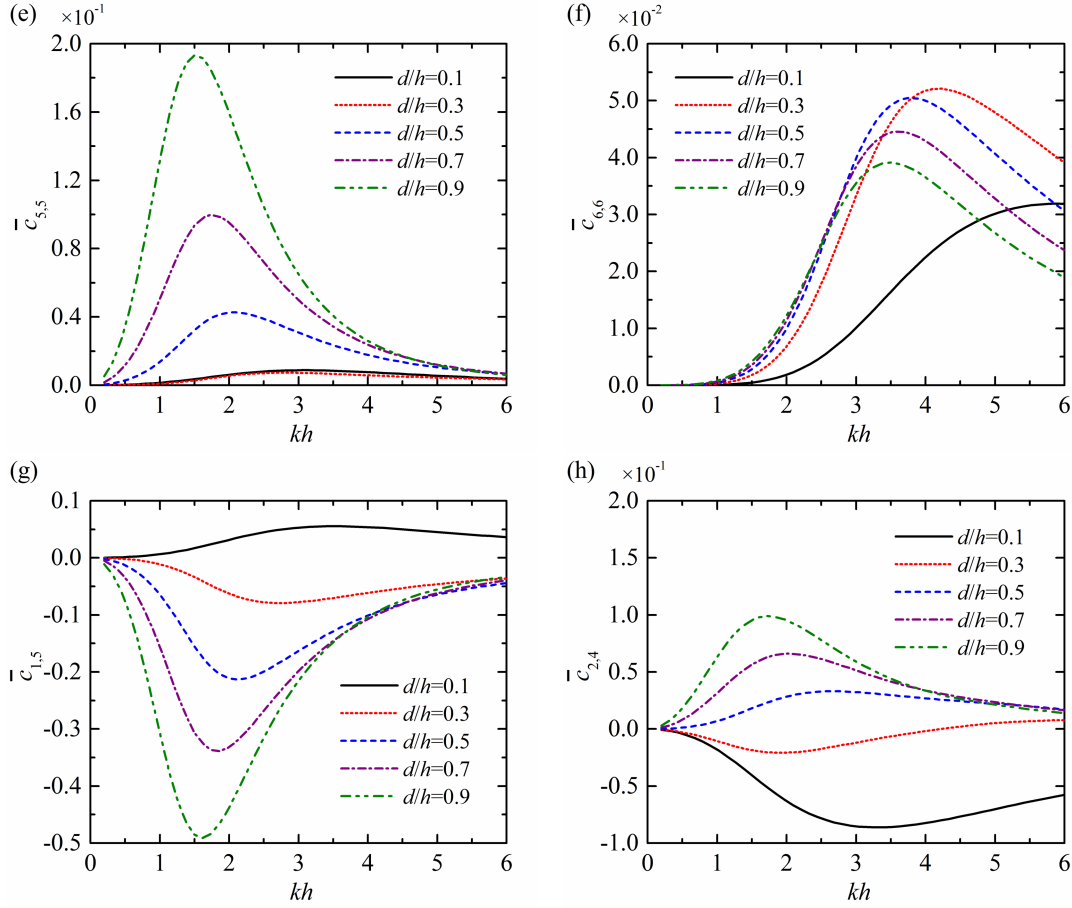 (e)
×10⁻¹
2.0
1.6
1.2
0.8
0.4
0.0
c̅5,5
d/h=0.1
d/h=0.3
d/h=0.5
d/h=0.7
d/h=0.9
0 1 2 3 4 5 6
kh
(f)
×10⁻²
6.0
5.0
4.0
3.0
2.0
1.0
0.0
c̅6,6
d/h=0.1
d/h=0.3
d/h=0.5
d/h=0.7
d/h=0.9
0 1 2 3 4 5 6
kh
(g)
0.1
0.0
-0.1
-0.2
-0.3
-0.4
-0.5
c̅1,5
d/h=0.1
d/h=0.3
d/h=0.5
d/h=0.7
d/h=0.9
0 1 2 3 4 5 6
kh
(h)
×10⁻¹
2.0
1.5
1.0
0.5
0.0
-0.5
-1.0
c̅2,4
d/h=0.1
d/h=0.3
d/h=0.5
d/h=0.7
d/h=0.9
0 1 2 3 4 5 6
kh